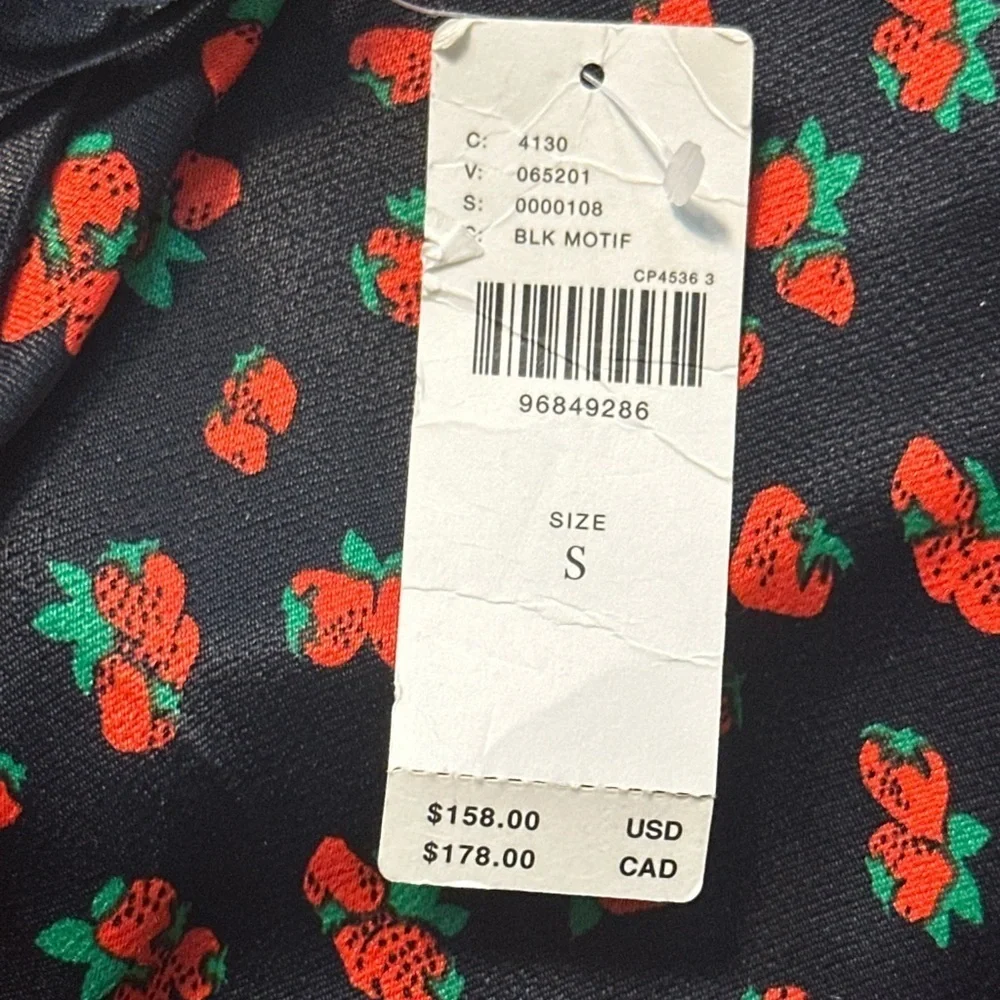 C: 4130
V: 065201
S: 0000108
BLK MOTIF
CP4536 3
96849286
SIZE
S
$158.00 USD
$178.00 CAD